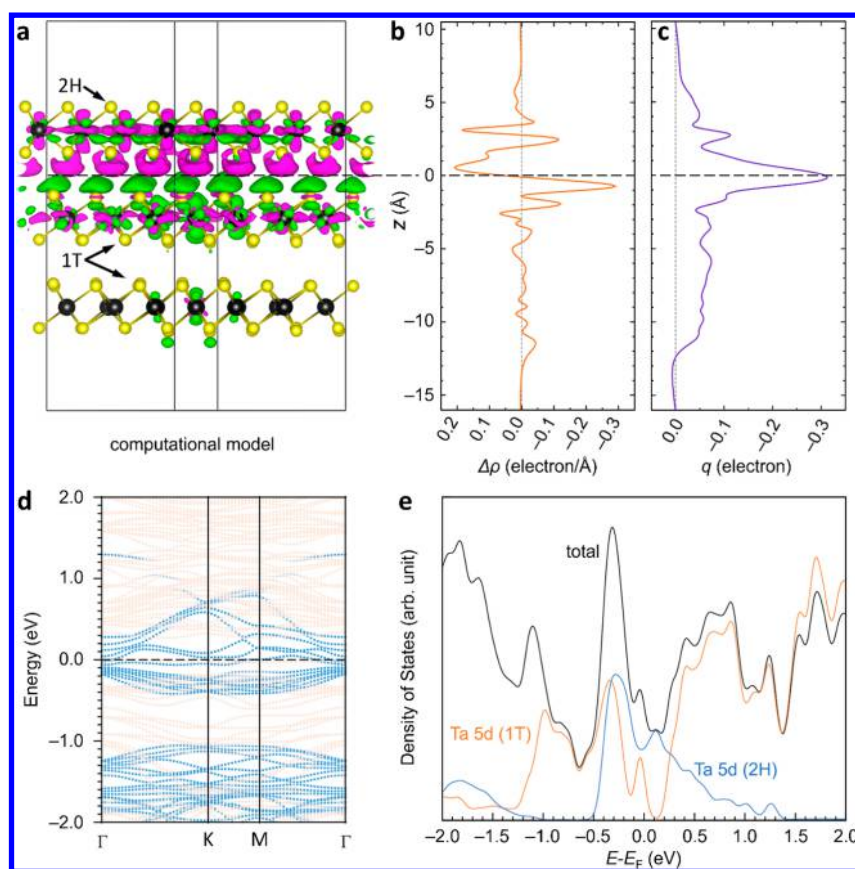 a
2H
1T
computational model
b
10
5
0
−5
−10
−15
z (Å)
0.2
0.1
0.0
−0.1
−0.2
−0.3
Δρ (electron/Å)
c
0.0
−0.1
−0.2
−0.3
q (electron)
d
2.0
1.0
0.0
−1.0
−2.0
Energy (eV)
Γ
K
M
Γ
e
total
Ta 5d (1T)
Ta 5d (2H)
Density of States (arb. unit)
−2.0
−1.5
−1.0
−0.5
0.0
0.5
1.0
1.5
2.0
E-EF (eV)